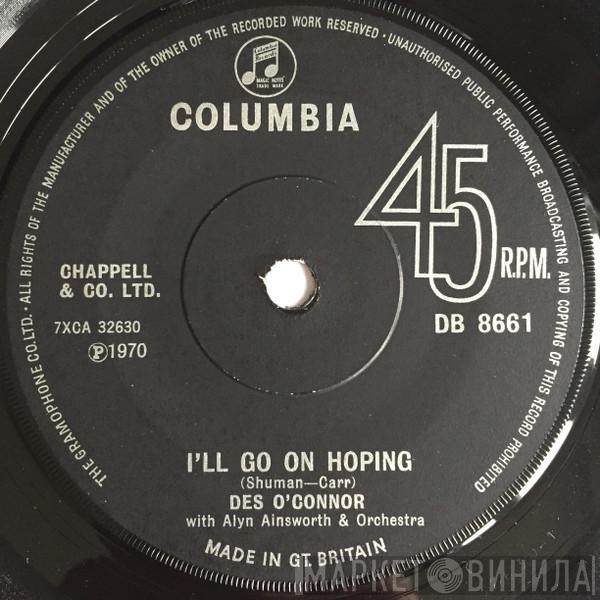 THE GRAMOPHONE CO. LTD. · ALL RIGHTS OF THE MANUFACTURER AND OF THE OWNER OF THE RECORDED WORK RESERVED · UNAUTHORISED PUBLIC PERFORMANCE BROADCASTING AND COPYING OF THIS RECORD PROHIBITED
MAGIC NOTES
TRADE MARK
COLUMBIA
45
R.P.M.
CHAPPELL
& CO. LTD.
7XCA 32630
Ⓟ1970
DB 8661
I'LL GO ON HOPING
(Shuman—Carr)
DES O'CONNOR
with Alyn Ainsworth & Orchestra
MADE IN GT. BRITAIN
МАРКЕТ ВИНИЛА